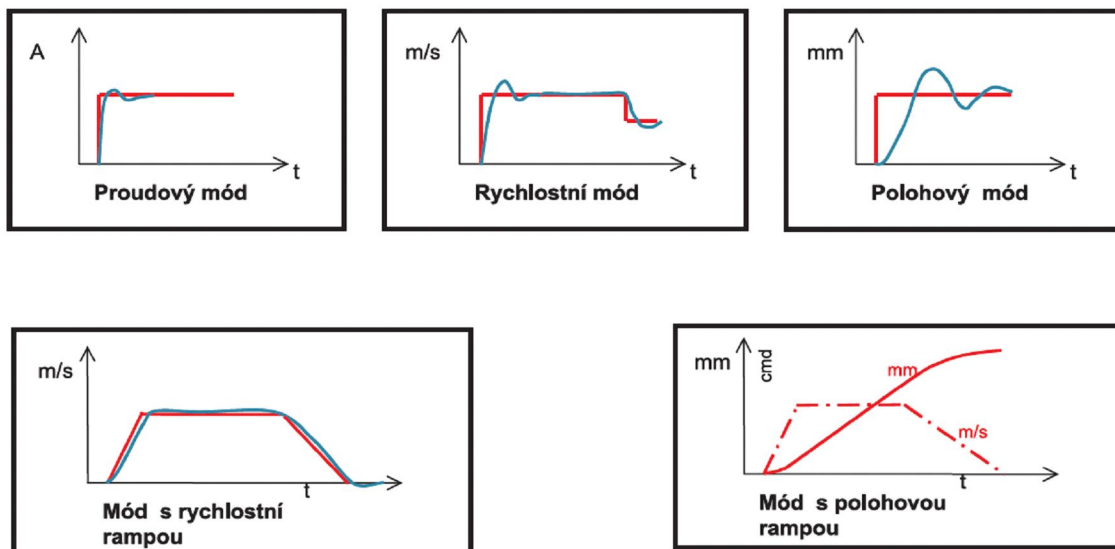 A
t
Proudový mód
m/s
t
Rychlostní mód
mm
t
Polohový mód
m/s
t
Mód s rychlostní
rampou
mm
cmd
mm
m/s
t
Mód s polohovou
rampou